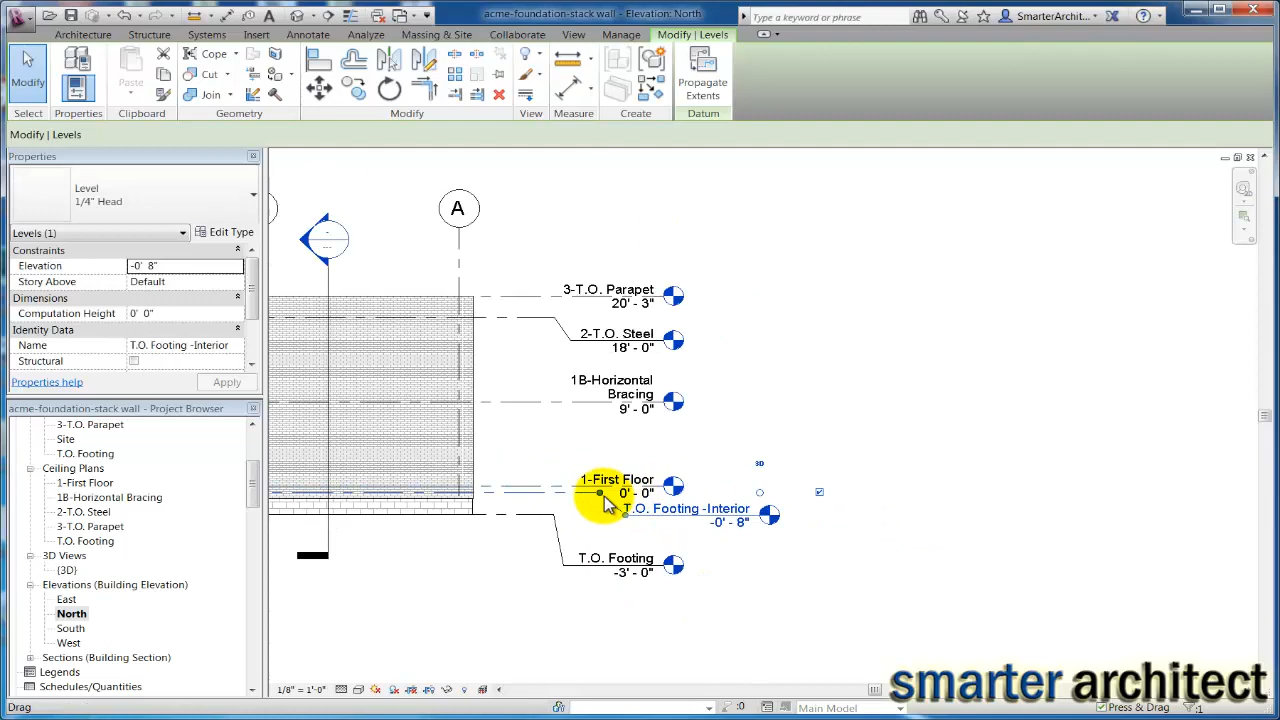 acme-foundation-stack wall - Elevation: North
Type a keyword or phrase
SmarterArchit...
Architecture Structure Systems Insert Annotate Analyze Massing & Site Collaborate View Manage Modify | Levels
Modify
Paste
Cope
Cut
Join
Propagate Extents
Select Properties Clipboard Geometry Modify View Measure Create Datum
Modify | Levels
Properties
Level
1/4" Head
Levels (1)
Edit Type
Constraints
Elevation -0' 8"
Story Above Default
Dimensions
Computation Height 0' 0"
Identity Data
Name T.O. Footing -Interior
Structural
Properties help
Apply
acme-foundation-stack wall - Project Browser
3-T.O. Parapet
Site
T.O. Footing
Ceiling Plans
1-First Floor
1B-Horizontal Bracing
2-T.O. Steel
3-T.O. Parapet
T.O. Footing
3D Views
{3D}
Elevations (Building Elevation)
East
North
South
West
Sections (Building Section)
Legends
Schedules/Quantities
A
3-T.O. Parapet
20' - 3"
2-T.O. Steel
18' - 0"
1B-Horizontal
Bracing
9' - 0"
3D
1-First Floor
0' - 0"
T.O. Footing -Interior
-0' - 8"
T.O. Footing
-3' - 0"
1/8" = 1'-0"
smarter architect
Drag
:0
Main Model
Press & Drag
:1